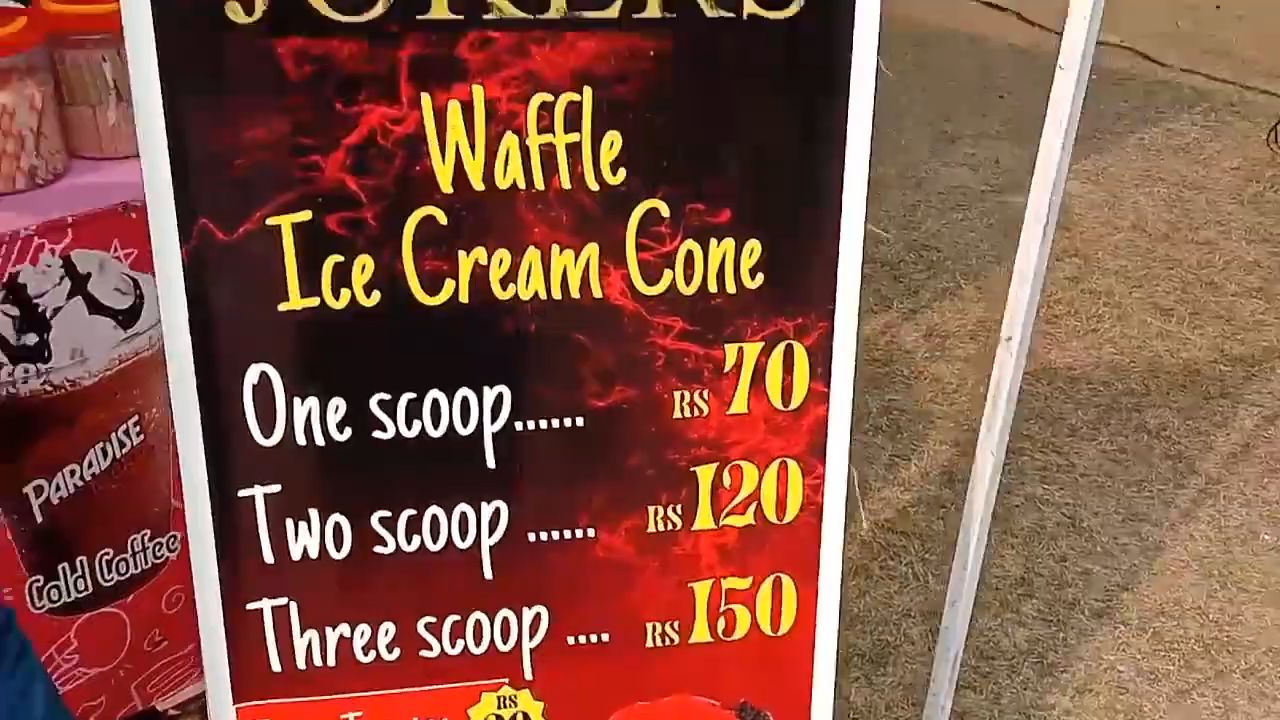 JOKERS
Waffle
Ice Cream Cone
One scoop...... RS 70
Two scoop ...... RS 120
Three scoop .... RS 150
RS
PARADISE
Cold Coffee